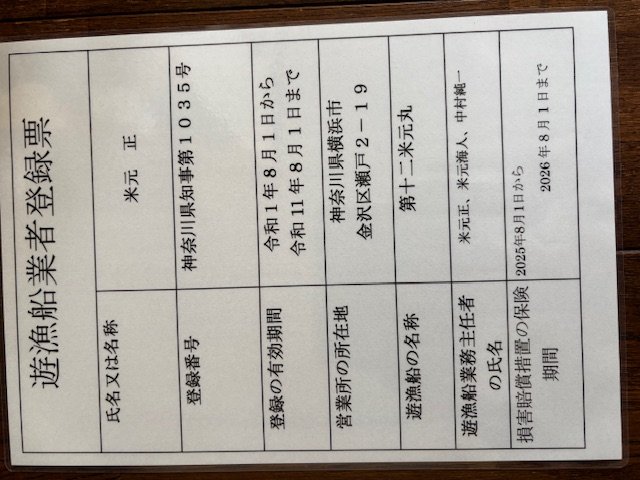 遊漁船業者登録票
氏名又は名称
米元　正
登録番号
神奈川県知事第１０３５号
登録の有効期間
令和１年８月１日から
令和 11 年８月１日まで
営業所の所在地
神奈川県横浜市
金沢区瀬戸２－１９
遊漁船の名称
第十二米元丸
遊漁船業務主任者
の氏名
米元正、米元海人、中村純一
損害賠償措置の保険
期間
2025年8月1日から
2026 年８月１日まで